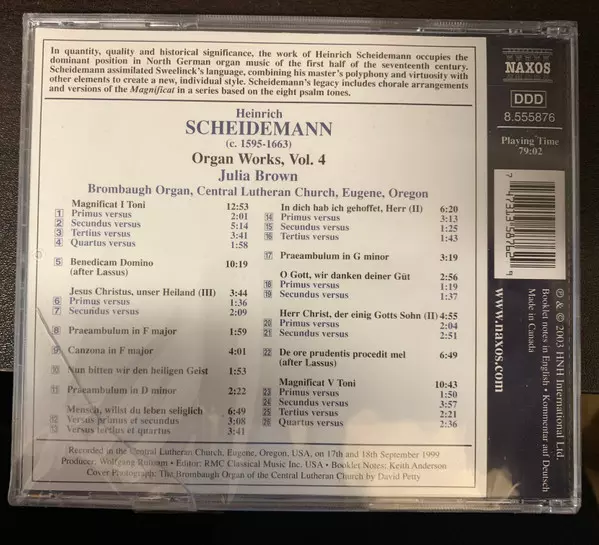 In quantity, quality and historical significance, the work of Heinrich Scheidemann occupies the
dominant position in North German organ music of the first half of the seventeenth century.
Scheidemann assimilated Sweelinck's language, combining his master's polyphony and virtuosity with
other elements to create a new, individual style. Scheidemann's legacy includes chorale arrangements
and versions of the Magnificat in a series based on the eight psalm tones.
NAXOS
DDD
8.555876
Playing Time
79:02
Heinrich
SCHEIDEMANN
(c. 1595-1663)
Organ Works, Vol. 4
Julia Brown
Brombaugh Organ, Central Lutheran Church, Eugene, Oregon
Magnificat I Toni 12:53
1 Primus versus 2:01
2 Secundus versus 5:14
3 Tertius versus 3:41
4 Quartus versus 1:58
5 Benedicam Domino 10:19
(after Lassus)
Jesus Christus, unser Heiland (III) 3:44
6 Primus versus 1:36
7 Secundus versus 2:09
8 Praeambulum in F major 1:59
9 Canzona in F major 4:01
10 Nun bitten wir den heiligen Geist 1:53
11 Praeambulum in D minor 2:22
Mensch, willst du leben seliglich 6:49
12 Versus primus et secundus 3:08
13 Versus tertius et quartus 3:41
In dich hab ich gehoffet, Herr (II) 6:20
14 Primus versus 3:13
15 Secundus versus 1:25
16 Tertius versus 1:43
17 Praeambulum in G minor 3:19
O Gott, wir danken deiner Güt 2:56
18 Primus versus 1:19
19 Secundus versus 1:37
Herr Christ, der einig Gotts Sohn (II) 4:55
20 Primus versus 2:04
21 Secundus versus 2:51
22 De ore prudentis procedit mel 6:49
(after Lassus)
Magnificat V Toni 10:43
23 Primus versus 1:50
24 Secundus versus 3:57
25 Tertius versus 2:21
26 Quartus versus 2:36
Recorded in the Central Lutheran Church, Eugene, Oregon, USA, on 17th and 18th September 1999
Producer: Wolfgang Rübsam • Editor: RMC Classical Music Inc. USA • Booklet Notes: Keith Anderson
Cover Photograph: The Brombaugh Organ of the Central Lutheran Church by David Petty
7 47313 58762 9
www.naxos.com
℗ & © 2003 HNH International Ltd.
Booklet notes in English • Kommentar auf Deutsch
Made in Canada